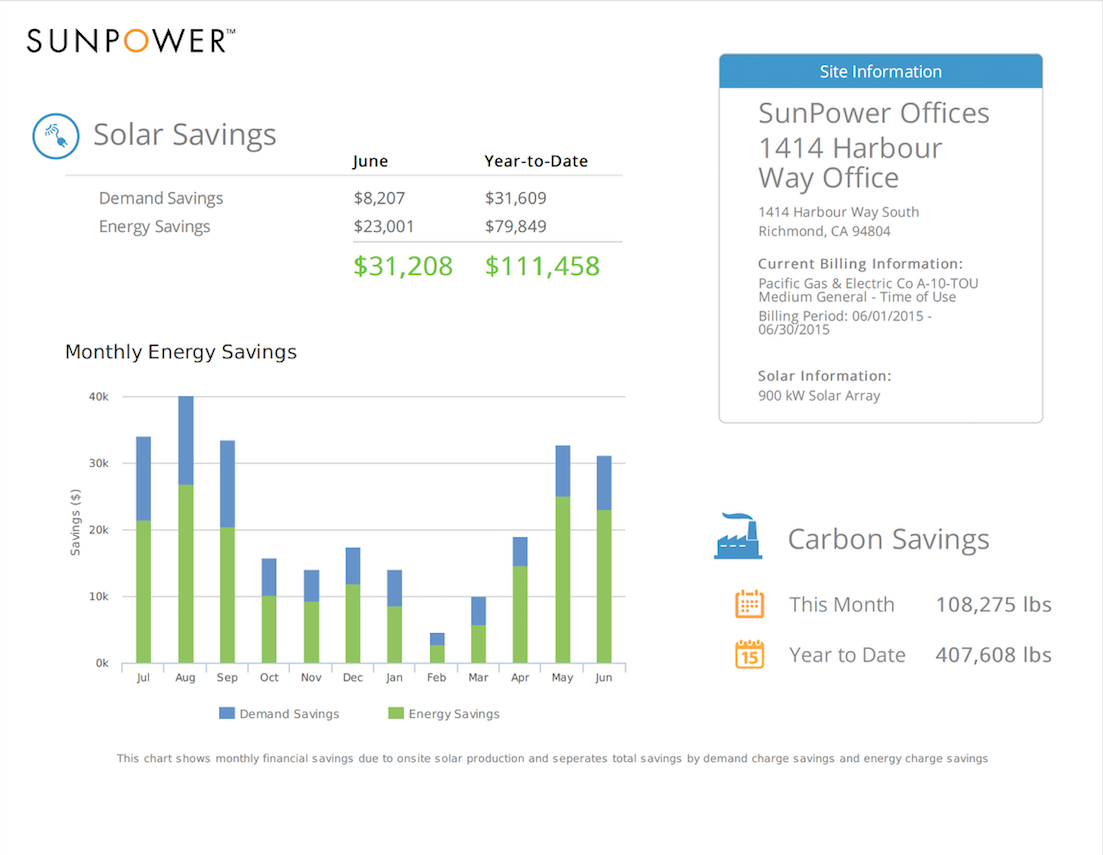 SUNPOWER™
Site Information
SunPower Offices
1414 Harbour
Way Office
1414 Harbour Way South
Richmond, CA 94804
Current Billing Information:
Pacific Gas & Electric Co A-10-TOU
Medium General - Time of Use
Billing Period: 06/01/2015 -
06/30/2015
Solar Information:
900 kW Solar Array
Solar Savings
June Year-to-Date
Demand Savings $8,207 $31,609
Energy Savings $23,001 $79,849
$31,208 $111,458
Monthly Energy Savings
Savings ($)
40k
30k
20k
10k
0k
Jul Aug Sep Oct Nov Dec Jan Feb Mar Apr May Jun
Demand Savings Energy Savings
Carbon Savings
This Month 108,275 lbs
15
Year to Date 407,608 lbs
This chart shows monthly financial savings due to onsite solar production and seperates total savings by demand charge savings and energy charge savings